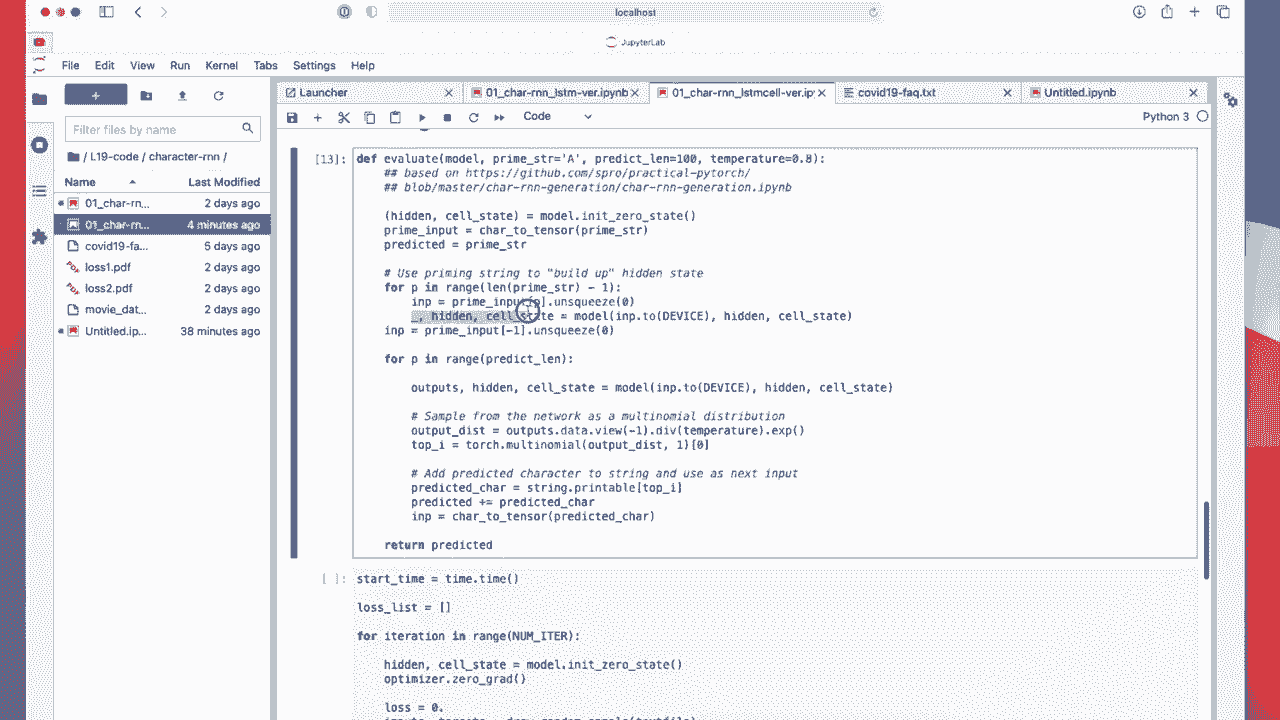 localhost
JupyterLab
File Edit View Run Kernel Tabs Settings Help
Launcher
01_char-rnn_lstm-ver.ipynb
01_char-rnn_lstmcell-ver.ip
covid19-faq.txt
Untitled.ipynb
Code
Python 3
Filter files by name
/ L19-code / character-rnn /
Name Last Modified
01_char-rn... 2 days ago
01_char-rn... 4 minutes ago
covid19-fa... 5 days ago
loss1.pdf 2 days ago
loss2.pdf 2 days ago
movie_dat... 2 days ago
Untitled.ip... 38 minutes ago
[13]: def evaluate(model, prime_str='A', predict_len=100, temperature=0.8):
## based on https://github.com/spro/practical-pytorch/
## blob/master/char-rnn-generation/char-rnn-generation.ipynb
(hidden, cell_state) = model.init_zero_state()
prime_input = char_to_tensor(prime_str)
predicted = prime_str
# Use priming string to "build up" hidden state
for p in range(len(prime_str) - 1):
inp = prime_input[p].unsqueeze(0)
_, hidden, cell_state = model(inp.to(DEVICE), hidden, cell_state)
inp = prime_input[-1].unsqueeze(0)
for p in range(predict_len):
outputs, hidden, cell_state = model(inp.to(DEVICE), hidden, cell_state)
# Sample from the network as a multinomial distribution
output_dist = outputs.data.view(-1).div(temperature).exp()
top_i = torch.multinomial(output_dist, 1)[0]
# Add predicted character to string and use as next input
predicted_char = string.printable[top_i]
predicted += predicted_char
inp = char_to_tensor(predicted_char)
return predicted
[ ]: start_time = time.time()
loss_list = []
for iteration in range(NUM_ITER):
hidden, cell_state = model.init_zero_state()
optimizer.zero_grad()
loss = 0.